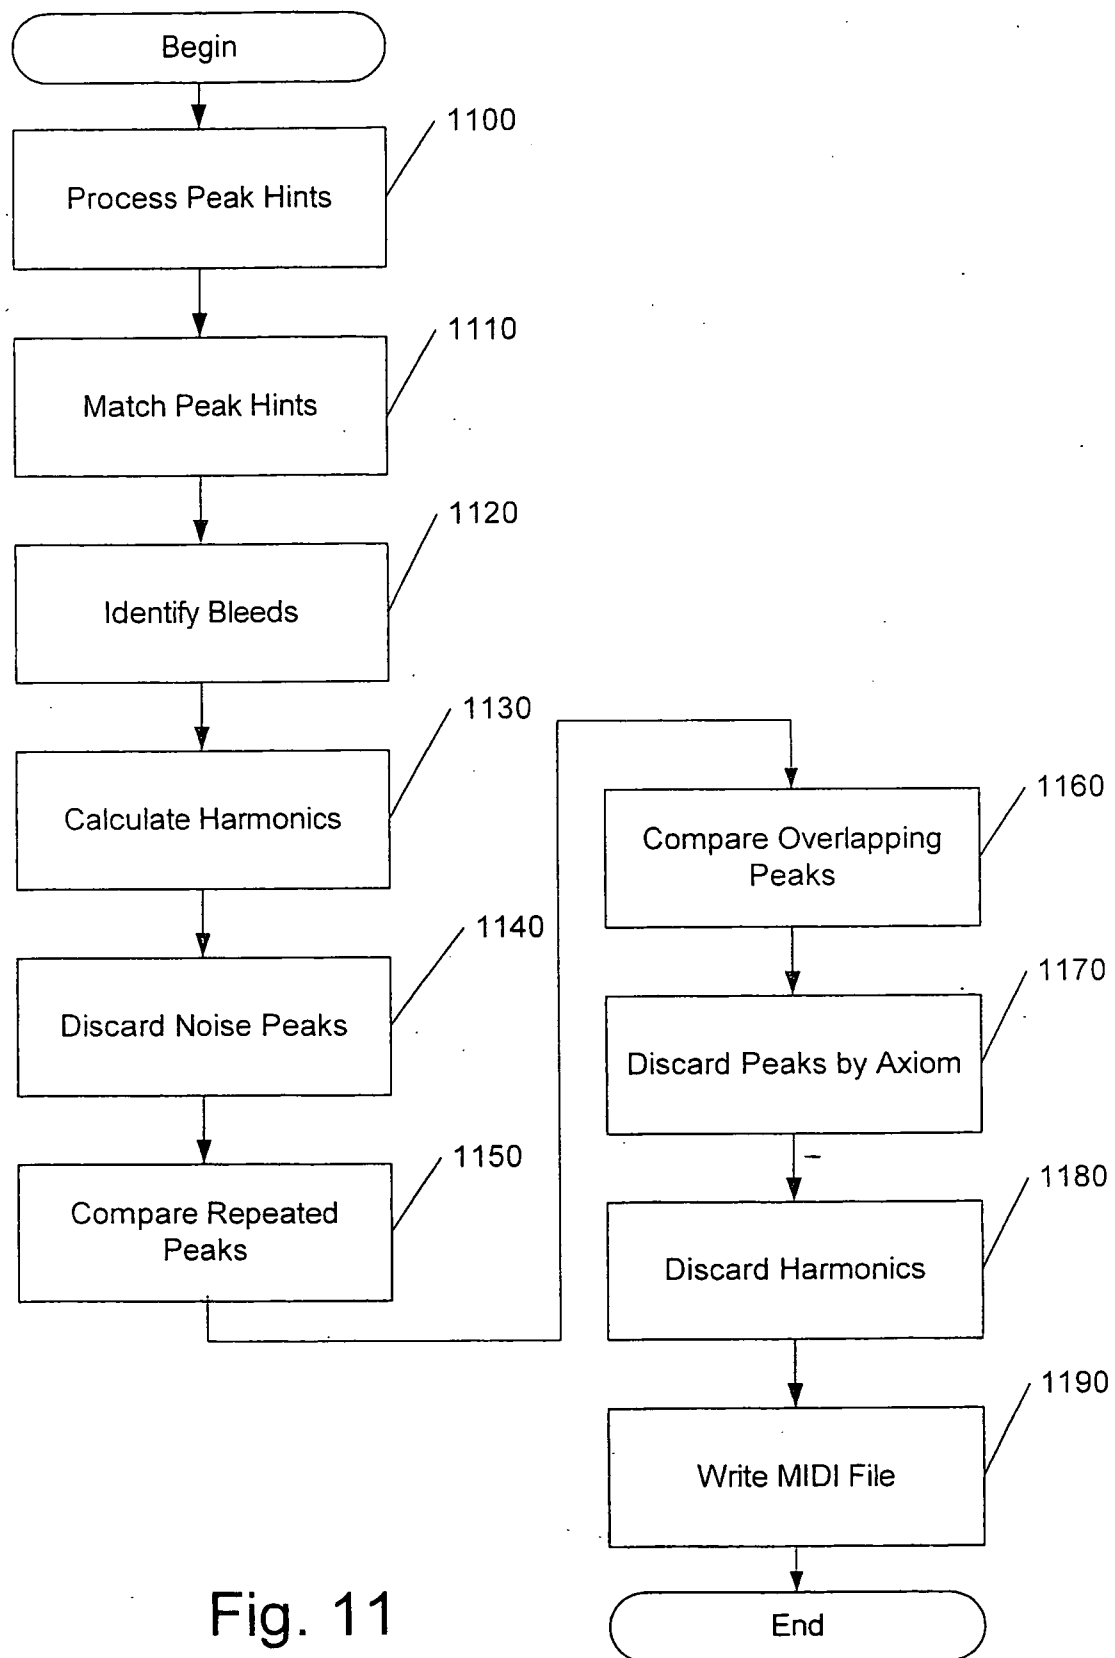 Begin
1100
Process Peak Hints
1110
Match Peak Hints
1120
Identify Bleeds
1130
Calculate Harmonics
1140
Discard Noise Peaks
1150
Compare Repeated
Peaks
1160
Compare Overlapping
Peaks
1170
Discard Peaks by Axiom
1180
Discard Harmonics
1190
Write MIDI File
End
Fig. 11